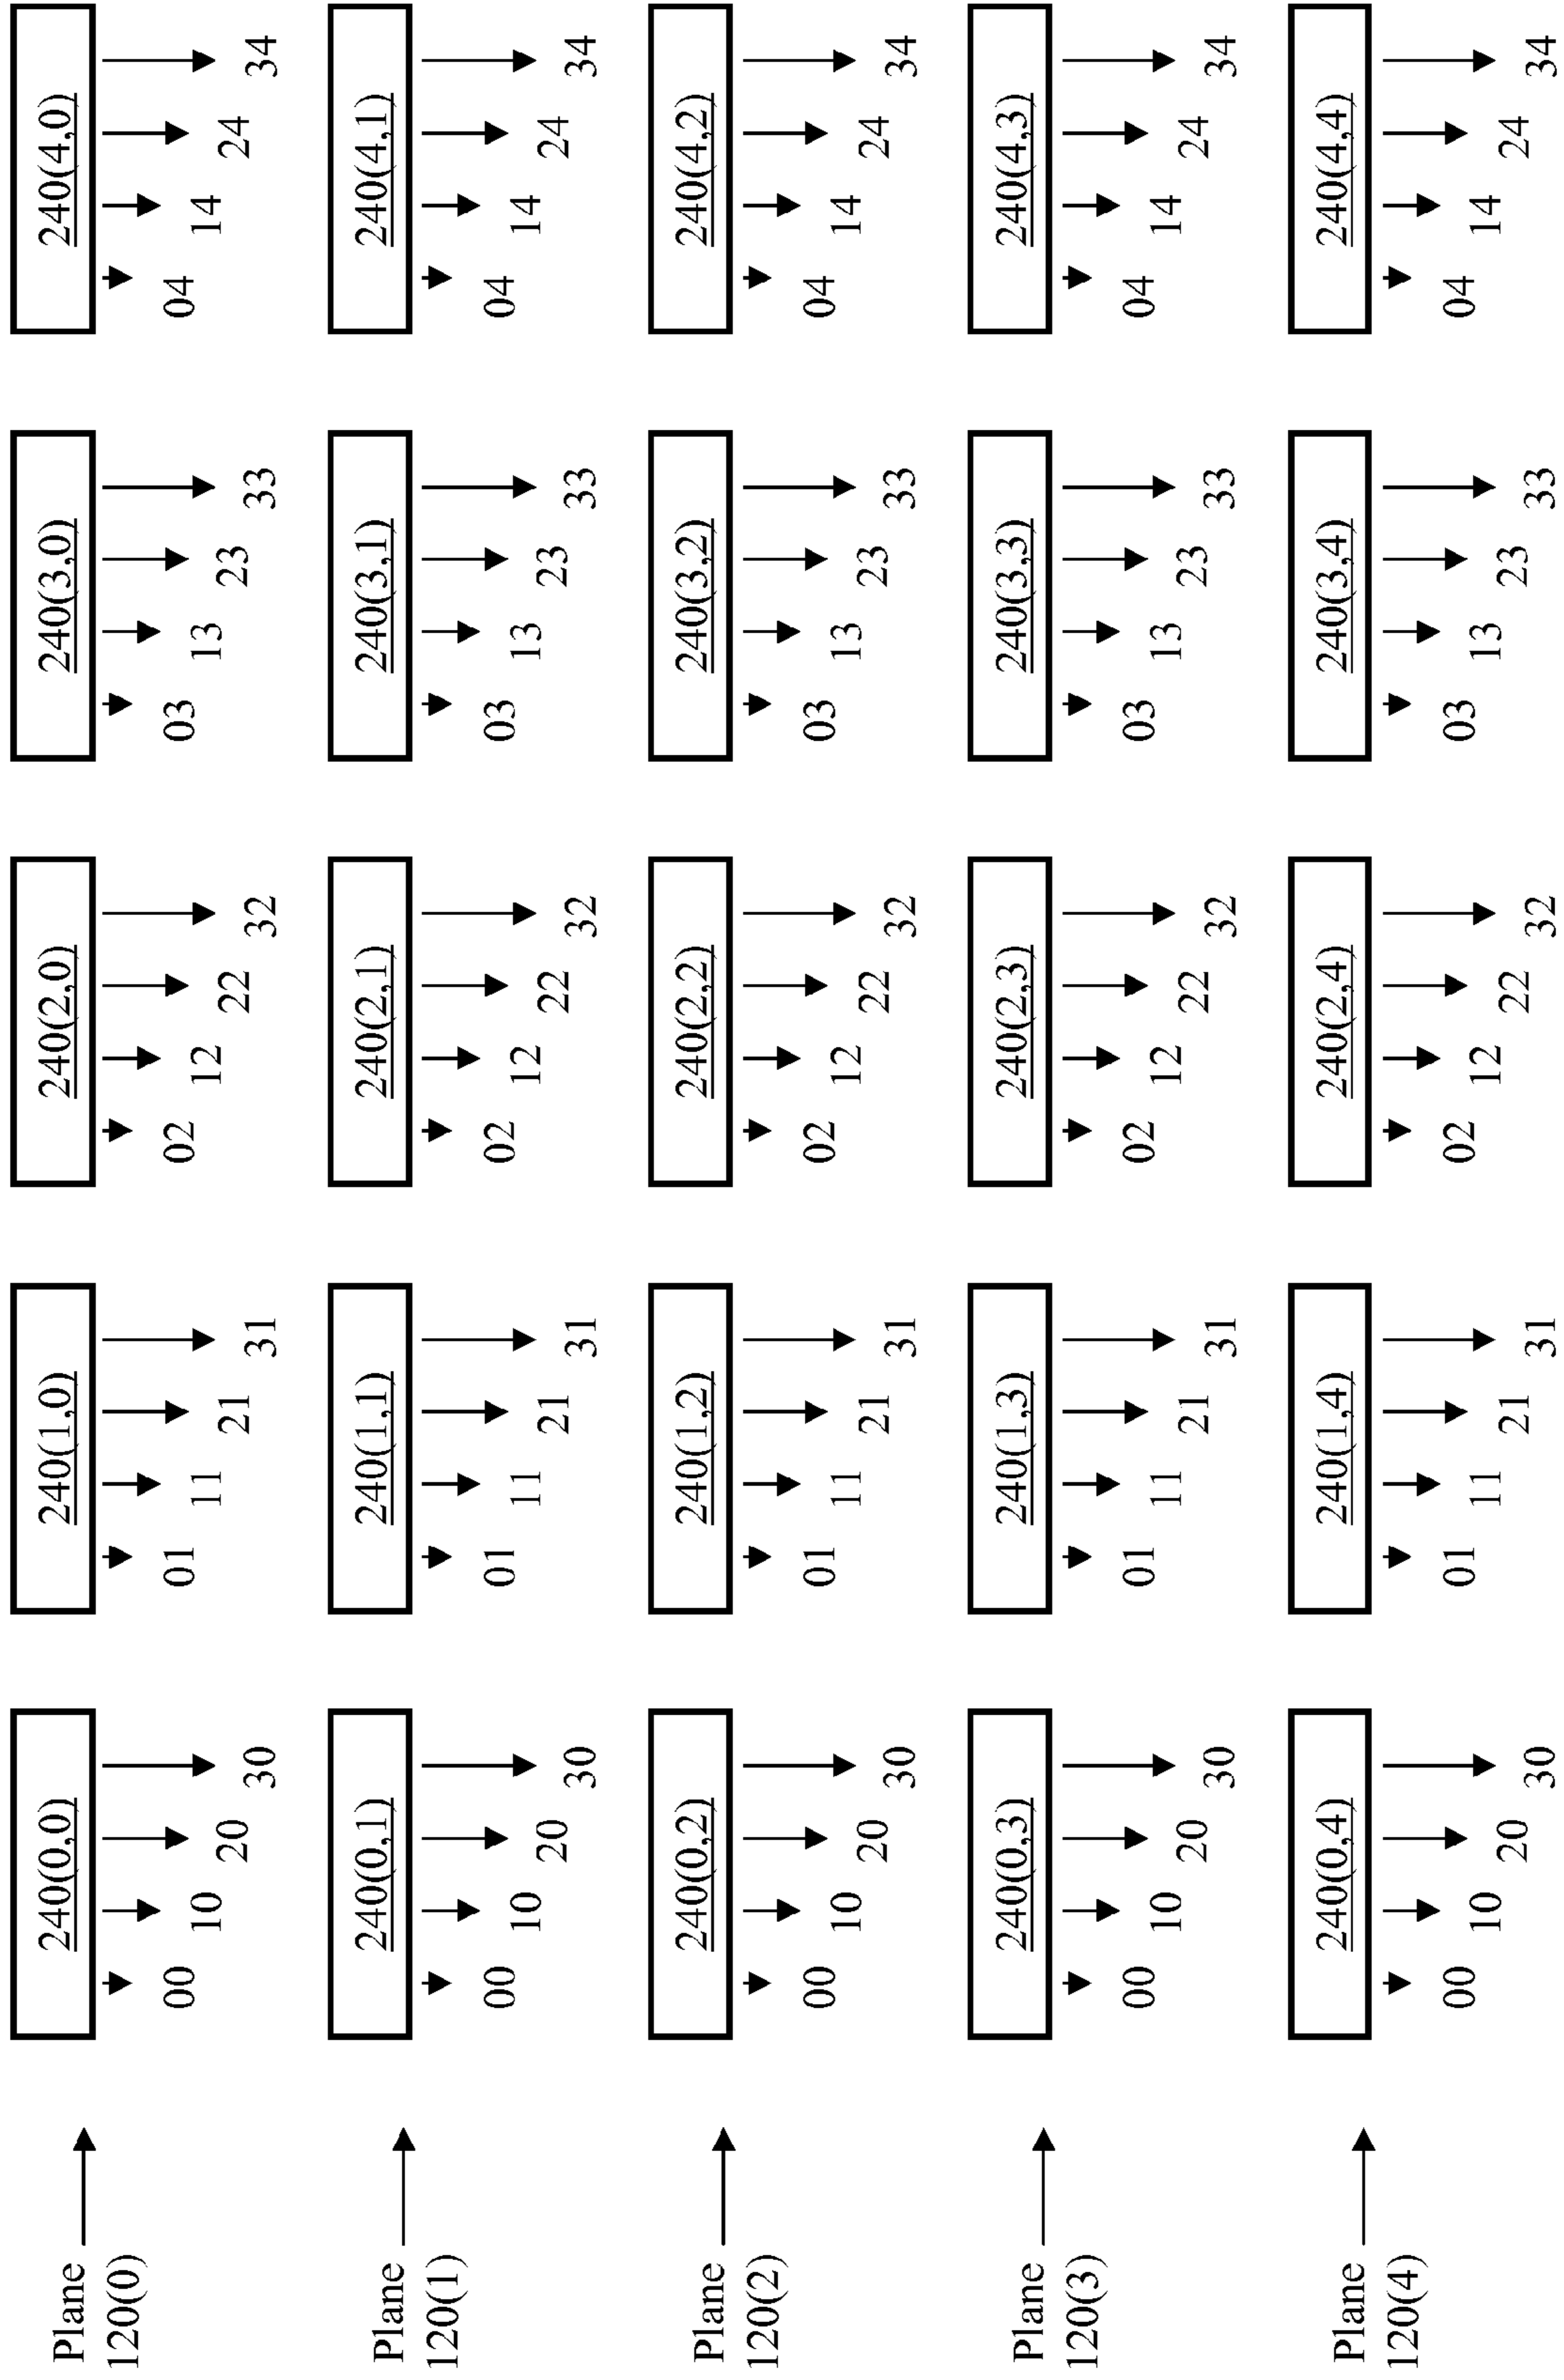 Plane
120(0)
240(0,0)
00 10 20 30
240(1,0)
01 11 21 31
240(2,0)
02 12 22 32
240(3,0)
03 13 23 33
240(4,0)
04 14 24 34
Plane
120(1)
240(0,1)
00 10 20 30
240(1,1)
01 11 21 31
240(2,1)
02 12 22 32
240(3,1)
03 13 23 33
240(4,1)
04 14 24 34
Plane
120(2)
240(0,2)
00 10 20 30
240(1,2)
01 11 21 31
240(2,2)
02 12 22 32
240(3,2)
03 13 23 33
240(4,2)
04 14 24 34
Plane
120(3)
240(0,3)
00 10 20 30
240(1,3)
01 11 21 31
240(2,3)
02 12 22 32
240(3,3)
03 13 23 33
240(4,3)
04 14 24 34
Plane
120(4)
240(0,4)
00 10 20 30
240(1,4)
01 11 21 31
240(2,4)
02 12 22 32
240(3,4)
03 13 23 33
240(4,4)
04 14 24 34